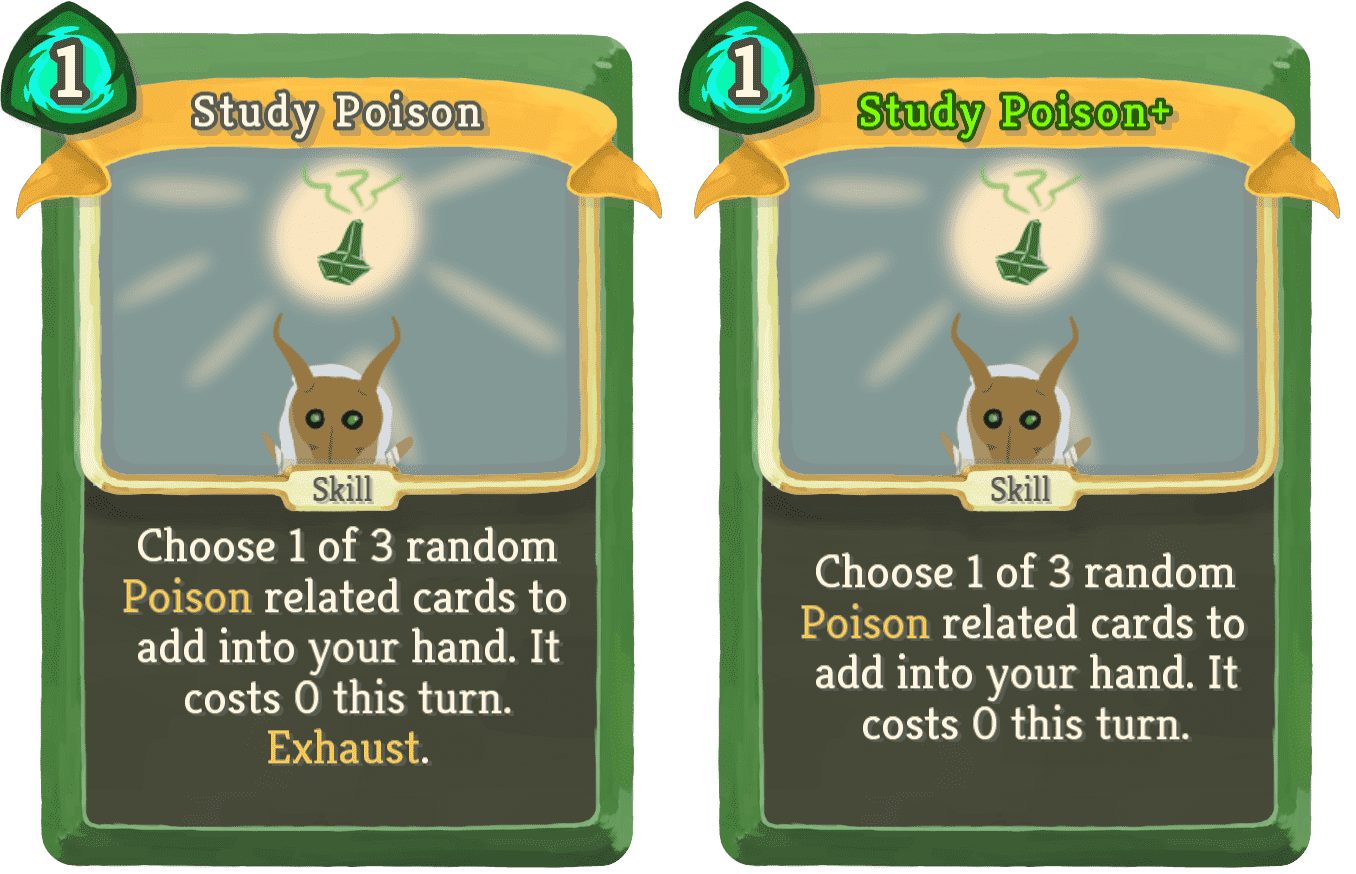 1
Study Poison
Skill
Choose 1 of 3 random
Poison related cards to
add into your hand. It
costs 0 this turn.
Exhaust.
1
Study Poison+
Skill
Choose 1 of 3 random
Poison related cards to
add into your hand. It
costs 0 this turn.